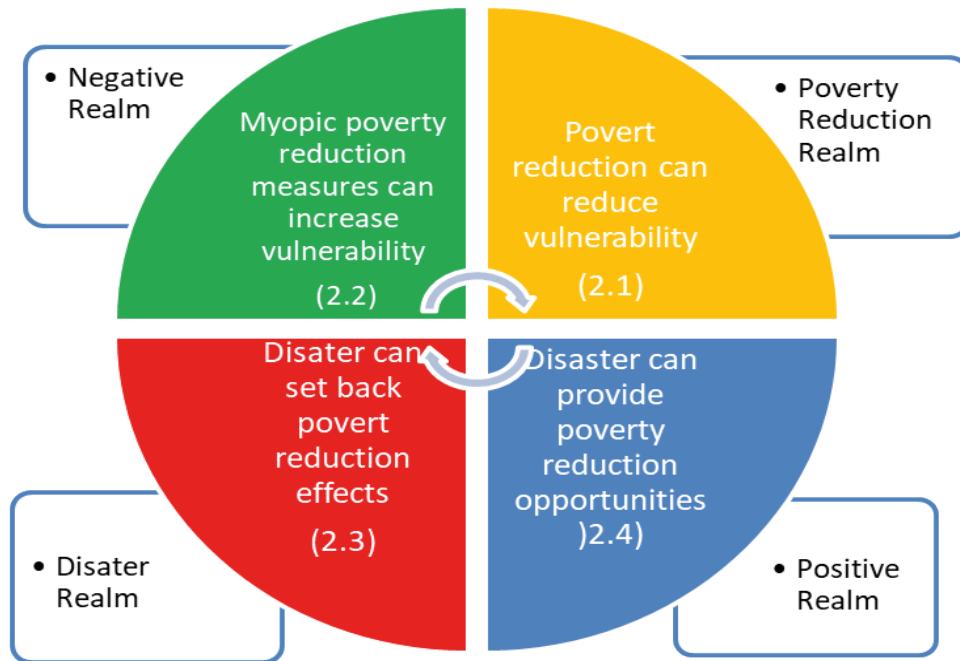 • Negative
Realm
Myopic poverty
reduction
measures can
increase
vulnerability
(2.2)
Povert
reduction can
reduce
vulnerability
(2.1)
• Poverty
Reduction
Realm
Disater can
set back
povert
reduction
effects
(2.3)
Disaster can
provide
poverty
reduction
opportunities
)2.4)
• Disater
Realm
• Positive
Realm